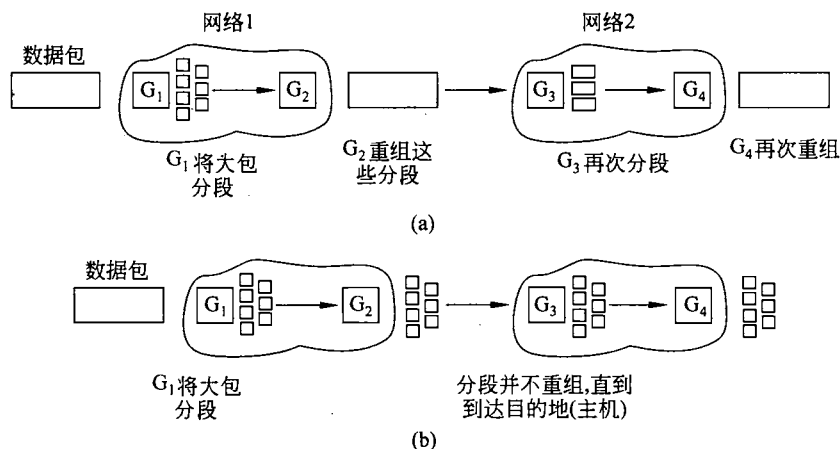 网络1
网络2
数据包
G₁
G₂
G₃
G₄
G₁将大包
分段
G₂重组这
些分段
G₃再次分段
G₄再次重组
(a)
数据包
G₁
G₂
G₃
G₄
G₁将大包
分段
分段并不重组,直到
到达目的地(主机)
(b)